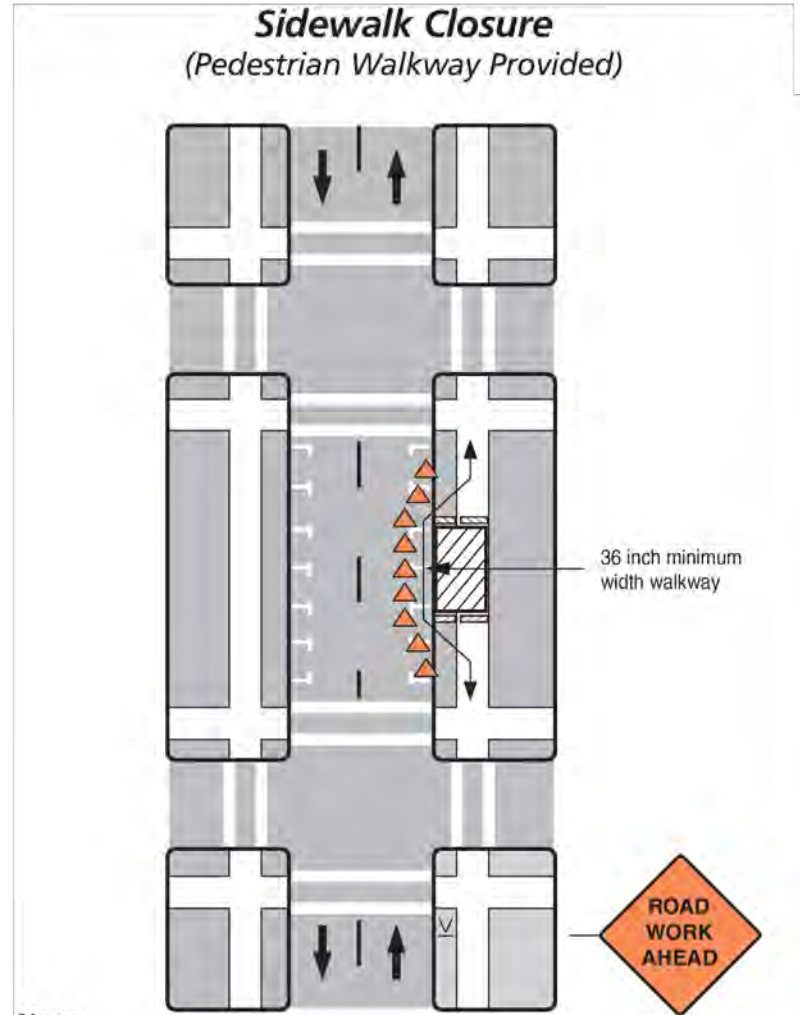 Sidewalk Closure
(Pedestrian Walkway Provided)
36 inch minimum
width walkway
ROAD
WORK
AHEAD